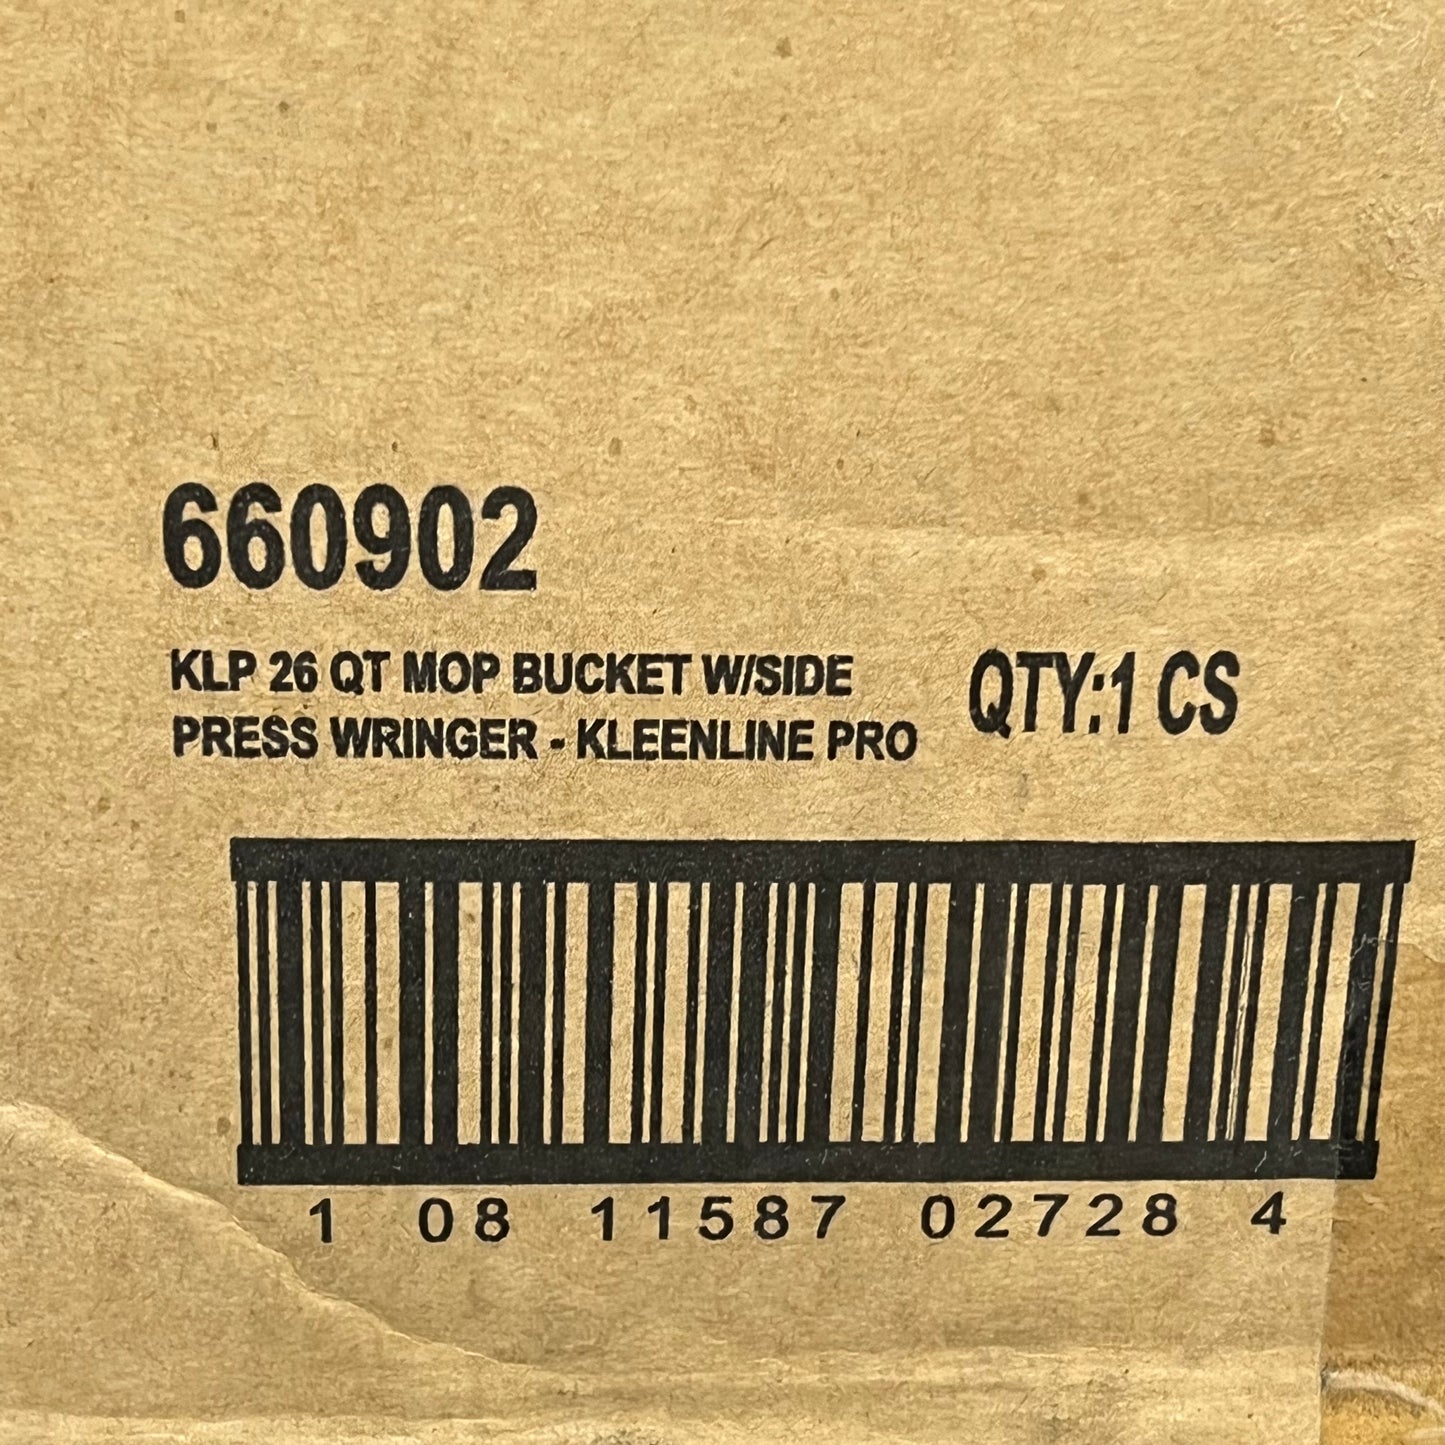 660902
KLP 26 QT MOP BUCKET W/SIDE
PRESS WRINGER - KLEENLINE PRO
QTY:1 CS
1 08 11587 02728 4